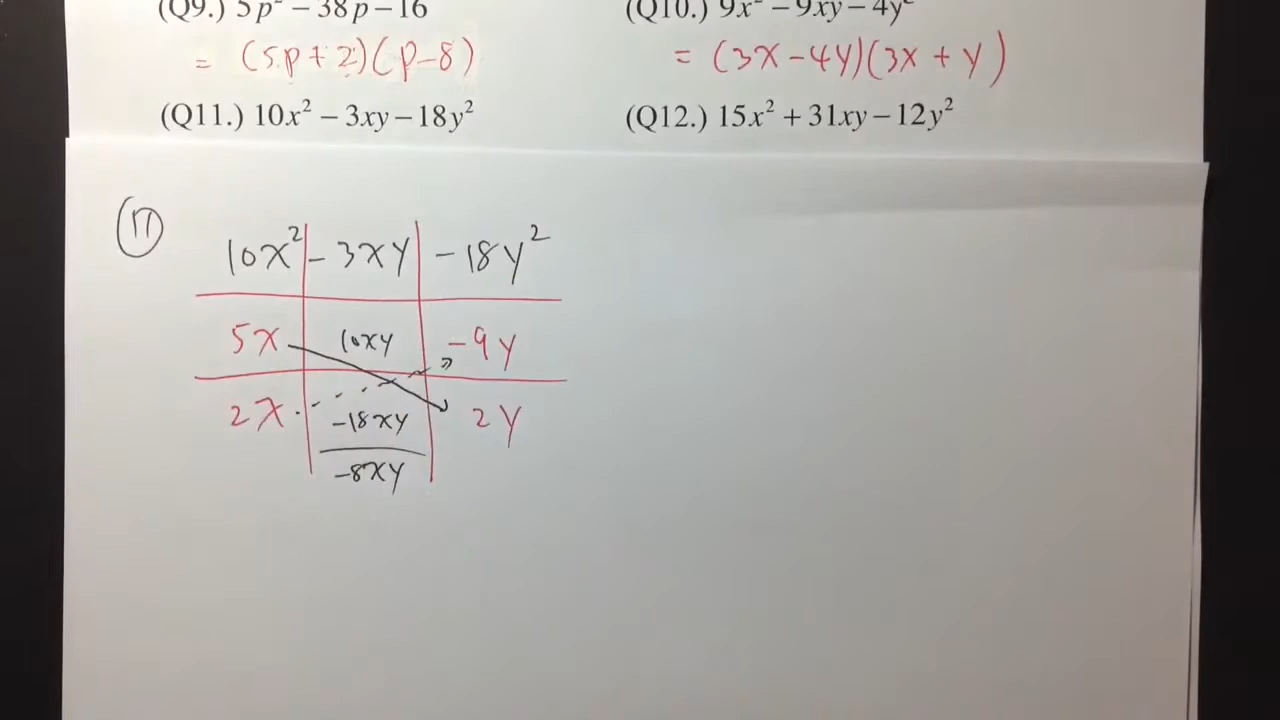 (Q9.) 5p² − 38p − 16
(Q10.) 9x² − 9xy − 4y²
= (5p + 2)(p − 8)
= (3x − 4y)(3x + y)
(Q11.) 10x² − 3xy − 18y²
(Q12.) 15x² + 31xy − 12y²
11
10x² − 3xy − 18y²
5x 10xy −9y
2x −18xy 2y
−8xy